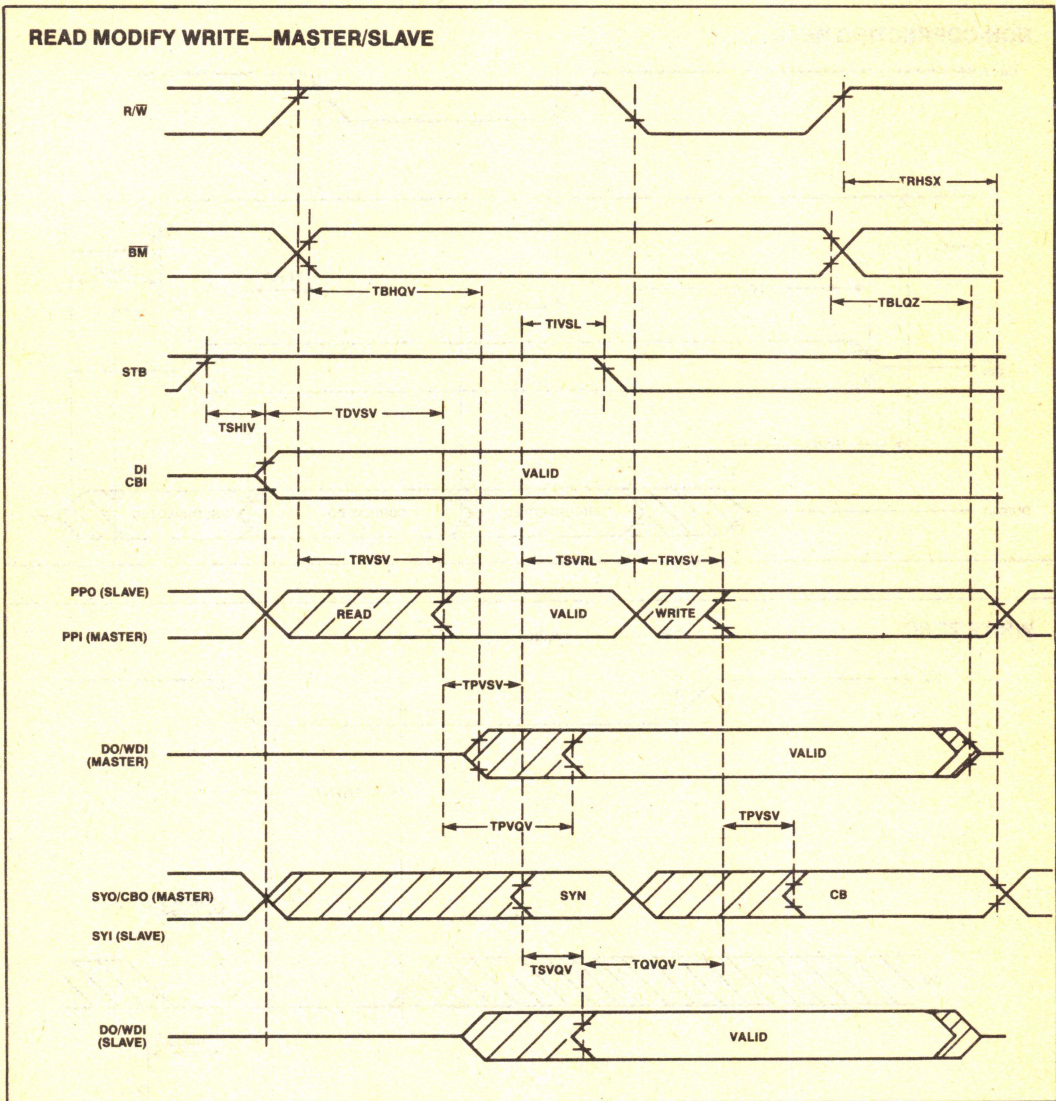 READ MODIFY WRITE—MASTER/SLAVE
R/W̅
TRHSX
B̅M̅
TBHQV
TBLQZ
TIVSL
STB
TSHIV
TDVSV
DI
CBI
VALID
TRVSV
TSVRL
TRVSV
PPO (SLAVE)
READ
VALID
WRITE
PPI (MASTER)
TPVSV
DO/WDI
(MASTER)
VALID
TPVQV
TPVSV
SYO/CBO (MASTER)
SYN
CB
SYI (SLAVE)
TSVQV
TQVQV
DO/WDI
(SLAVE)
VALID